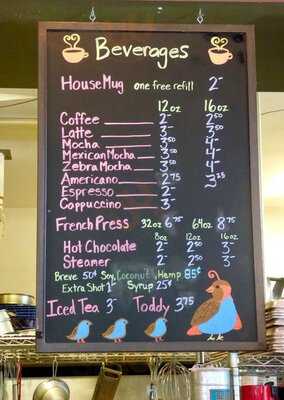 Beverages
House Mug one free refill 2-
12oz 16oz
Coffee 2- 2.50
Latte 3- 3.50
Mocha 3.50 4-
Mexican Mocha 3.50 4-
Zebra Mocha 3.50 4-
Americano 2.75 3.25
Espresso 2-
Cappuccino 3-
French Press 32oz 6.75 64oz 8.75
8oz 12oz 16oz
Hot Chocolate 2- 2.50 3-
Steamer 2- 2.50 3-
Breve 50¢ Soy, Coconut, Hemp 85¢
Extra Shot 1- Syrup 25¢
Iced Tea 3- Toddy 3.75